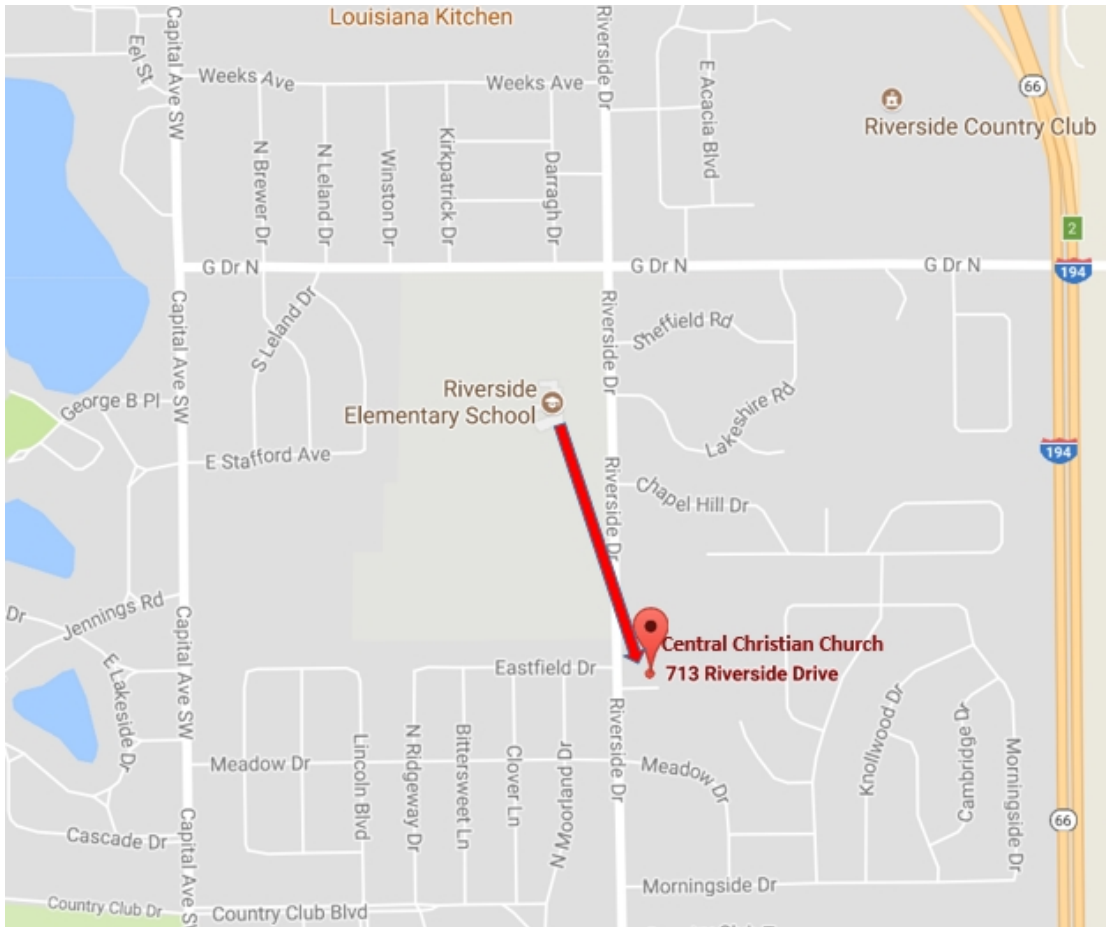 Louisiana Kitchen
Capital Ave SW
Eel St
Weeks Ave
Weeks Ave
Riverside Dr
E Acacia Blvd
66
Riverside Country Club
N Brewer Dr
N Leland Dr
Winston Dr
Kirkpatrick Dr
Darragh Dr
2
G Dr N
G Dr N
G Dr N
194
Capital Ave SW
S Leland Dr
Riverside Dr
Sheffield Rd
George B Pl
Riverside
Elementary School
Lakeshire Rd
E Stafford Ave
194
Riverside Dr
Chapel Hill Dr
Dr
Jennings Rd
Capital Ave SW
E Lakeside Dr
Central Christian Church
Eastfield Dr
713 Riverside Drive
Riverside Dr
Knollwood Dr
Cambridge Dr
Morningside Dr
Meadow Dr
Lincoln Blvd
N Ridgeway Dr
Bittersweet Ln
Clover Ln
N Moorland Dr
Meadow Dr
Cascade Dr
Capital Ave S
66
Morningside Dr
Country Club Dr
Country Club Blvd